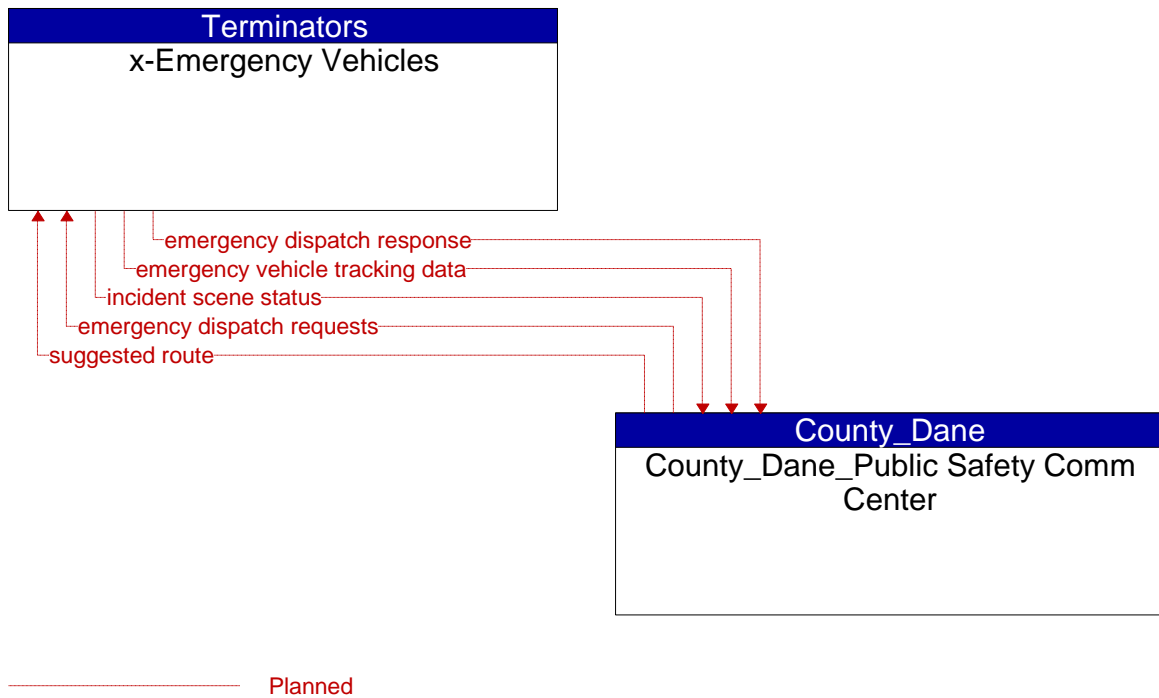 Terminators
x-Emergency Vehicles
emergency dispatch response
emergency vehicle tracking data
incident scene status
emergency dispatch requests
suggested route
County_Dane
County_Dane_Public Safety Comm
Center
Planned